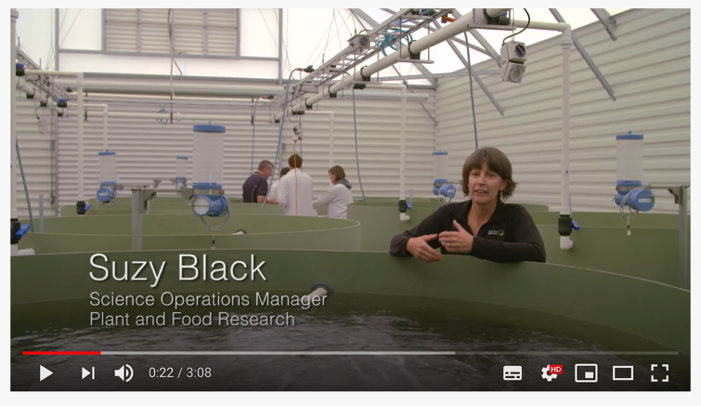 Suzy Black
Science Operations Manager
Plant and Food Research
0:22 / 3:08
HD